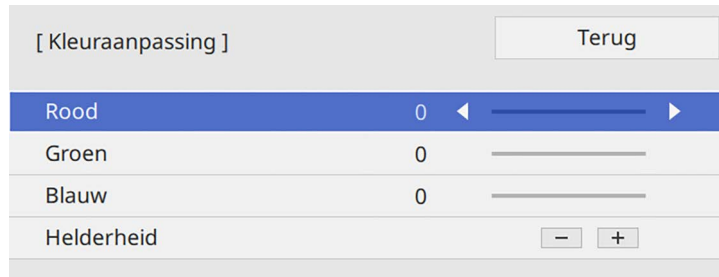 [ Kleuraanpassing ] Terug
Rood 0
Groen 0
Blauw 0
Helderheid − +